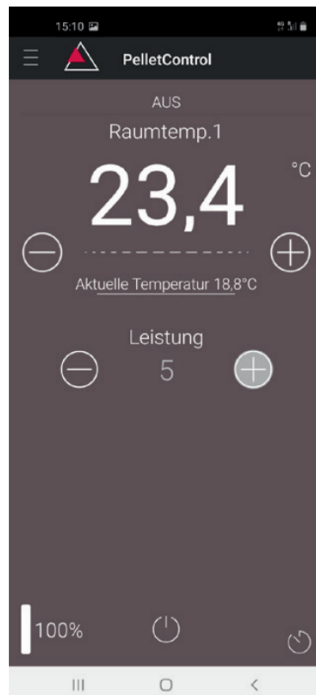 15:10
PelletControl
AUS
Raumtemp.1
°C
23,4
Aktuelle Temperatur 18,8°C
Leistung
5
100%